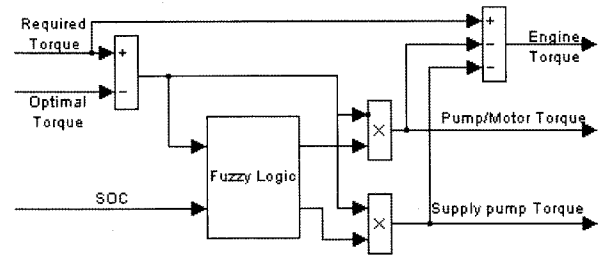 Required
Torque
+
-
Optimal
Torque
SOC
Fuzzy Logic
×
×
+
-
-
Engine
Torque
Pump/Motor Torque
Supply pump Torque